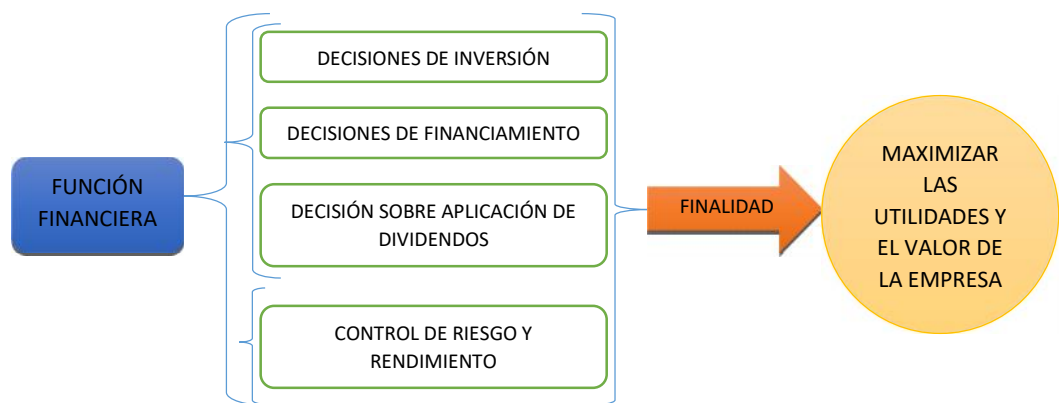 FUNCIÓN
FINANCIERA
DECISIONES DE INVERSIÓN
DECISIONES DE FINANCIAMIENTO
DECISIÓN SOBRE APLICACIÓN DE
DIVIDENDOS
CONTROL DE RIESGO Y
RENDIMIENTO
FINALIDAD
MAXIMIZAR
LAS
UTILIDADES Y
EL VALOR DE
LA EMPRESA